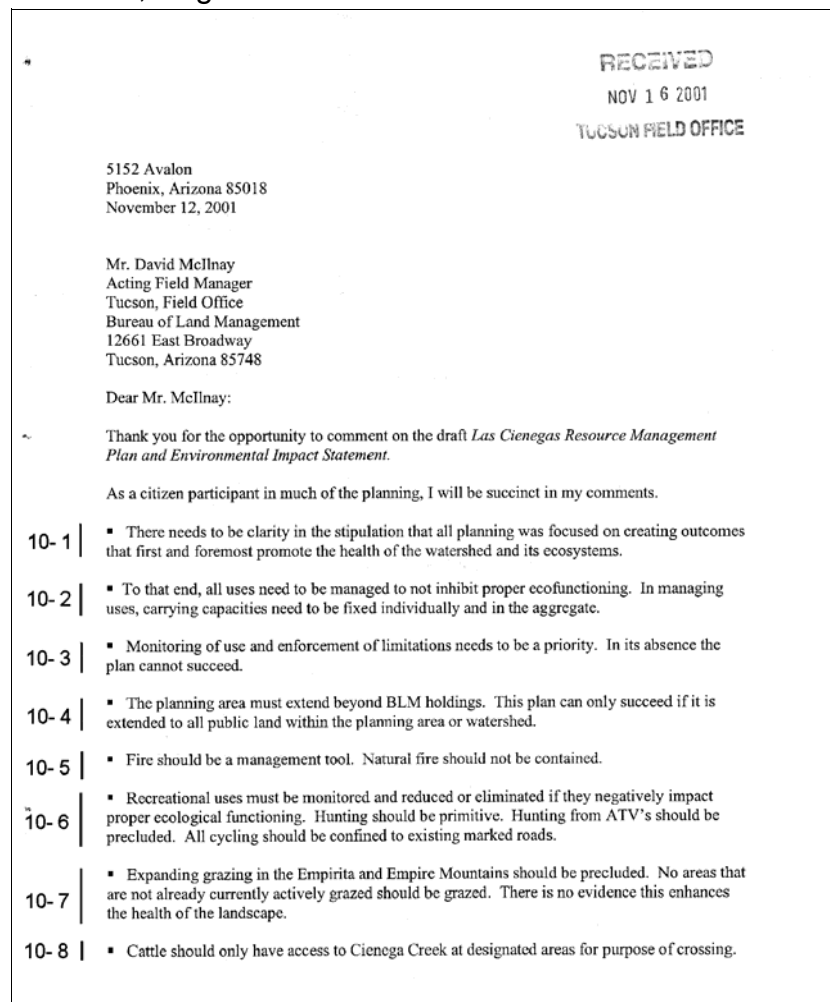 RECEIVED
NOV 16 2001
TUCSON FIELD OFFICE
5152 Avalon
Phoenix, Arizona 85018
November 12, 2001
Mr. David McIlnay
Acting Field Manager
Tucson, Field Office
Bureau of Land Management
12661 East Broadway
Tucson, Arizona 85748
Dear Mr. McIlnay:
Thank you for the opportunity to comment on the draft Las Cienegas Resource Management
Plan and Environmental Impact Statement.
As a citizen participant in much of the planning, I will be succinct in my comments.
10-1 ▪ There needs to be clarity in the stipulation that all planning was focused on creating outcomes
that first and foremost promote the health of the watershed and its ecosystems.
10-2 ▪ To that end, all uses need to be managed to not inhibit proper ecofunctioning. In managing
uses, carrying capacities need to be fixed individually and in the aggregate.
10-3 ▪ Monitoring of use and enforcement of limitations needs to be a priority. In its absence the
plan cannot succeed.
10-4 ▪ The planning area must extend beyond BLM holdings. This plan can only succeed if it is
extended to all public land within the planning area or watershed.
10-5 ▪ Fire should be a management tool. Natural fire should not be contained.
10-6 ▪ Recreational uses must be monitored and reduced or eliminated if they negatively impact
proper ecological functioning. Hunting should be primitive. Hunting from ATV's should be
precluded. All cycling should be confined to existing marked roads.
10-7 ▪ Expanding grazing in the Empirita and Empire Mountains should be precluded. No areas that
are not already currently actively grazed should be grazed. There is no evidence this enhances
the health of the landscape.
10-8 ▪ Cattle should only have access to Cienega Creek at designated areas for purpose of crossing.